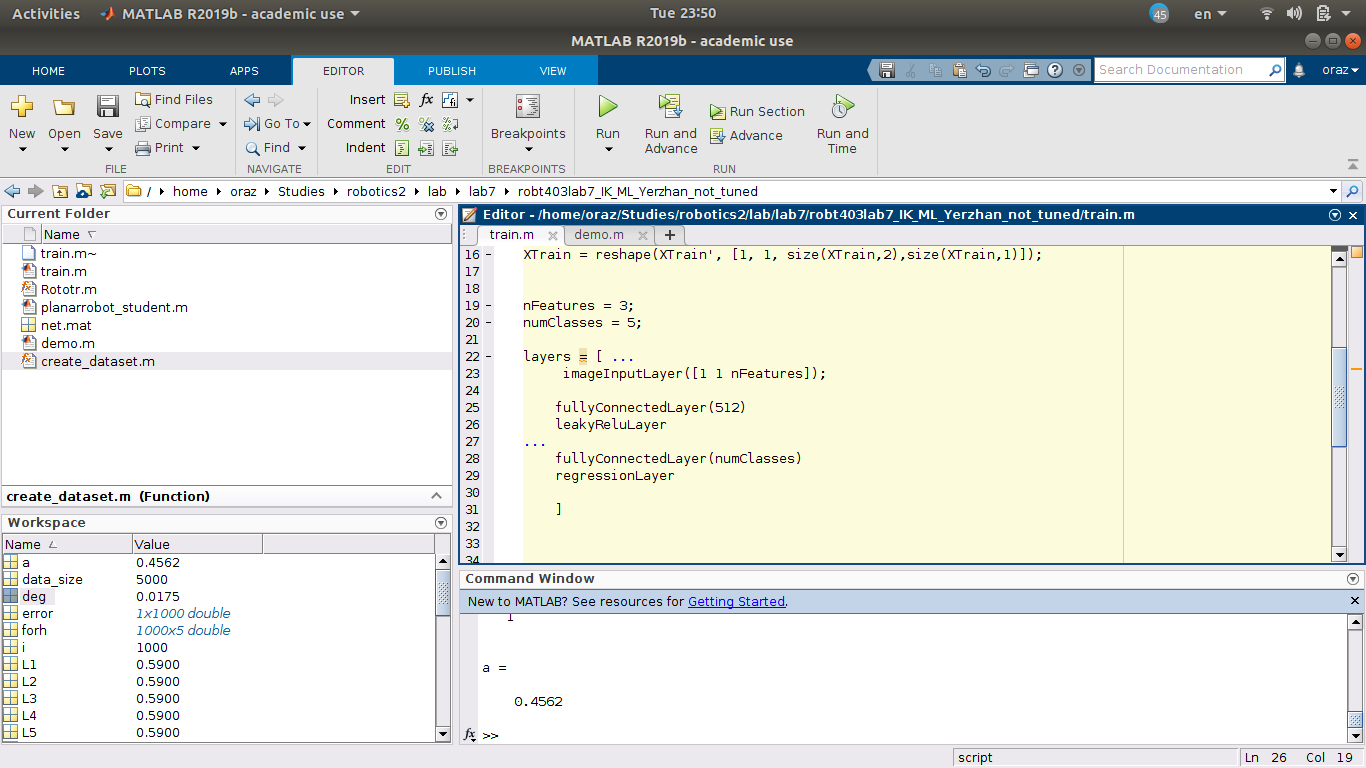 Activities MATLAB R2019b - academic use Tue 23:50 45 en
MATLAB R2019b - academic use
HOME PLOTS APPS EDITOR PUBLISH VIEW Search Documentation oraz
New Open Save Find Files Compare Print
Go To Find
Insert fx
Comment
Indent
Breakpoints
Run Run and Advance Run Section Advance Run and Time
FILE NAVIGATE EDIT BREAKPOINTS RUN
/ home oraz Studies robotics2 lab lab7 robt403lab7_IK_ML_Yerzhan_not_tuned
Current Folder
Name
train.m~
train.m
Rototr.m
planarrobot_student.m
net.mat
demo.m
create_dataset.m
create_dataset.m (Function)
Workspace
Name Value
a 0.4562
data_size 5000
deg 0.0175
error 1x1000 double
forh 1000x5 double
i 1000
L1 0.5900
L2 0.5900
L3 0.5900
L4 0.5900
L5 0.5900
Editor - /home/oraz/Studies/robotics2/lab/lab7/robt403lab7_IK_ML_Yerzhan_not_tuned/train.m
train.m demo.m +
16 - XTrain = reshape(XTrain', [1, 1, size(XTrain,2),size(XTrain,1)]);
17
18
19 - nFeatures = 3;
20 - numClasses = 5;
21
22 - layers = [ ...
23 imageInputLayer([1 1 nFeatures]);
24
25 fullyConnectedLayer(512)
26 leakyReluLayer
27 ...
28 fullyConnectedLayer(numClasses)
29 regressionLayer
30
31 ]
32
33
34
Command Window
New to MATLAB? See resources for Getting Started.
1
a =
0.4562
fx >>
script Ln 26 Col 19